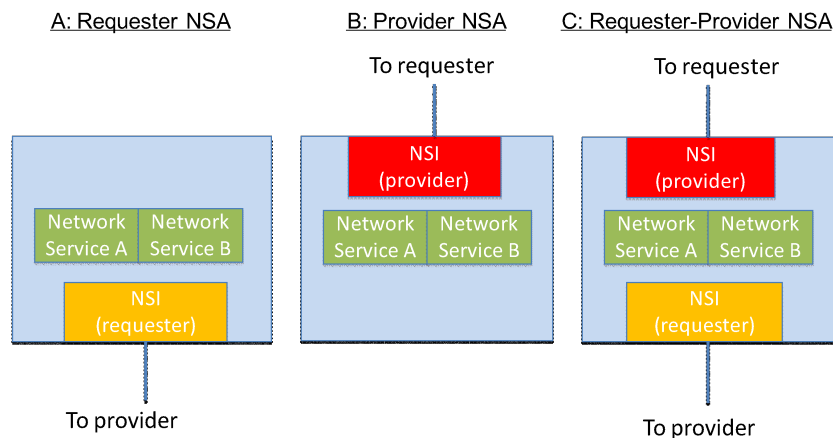 A: Requester NSA
B: Provider NSA
C: Requester-Provider NSA
To requester
To requester
NSI
(provider)
NSI
(provider)
Network
Service A
Network
Service B
Network
Service A
Network
Service B
Network
Service A
Network
Service B
NSI
(requester)
NSI
(requester)
To provider
To provider